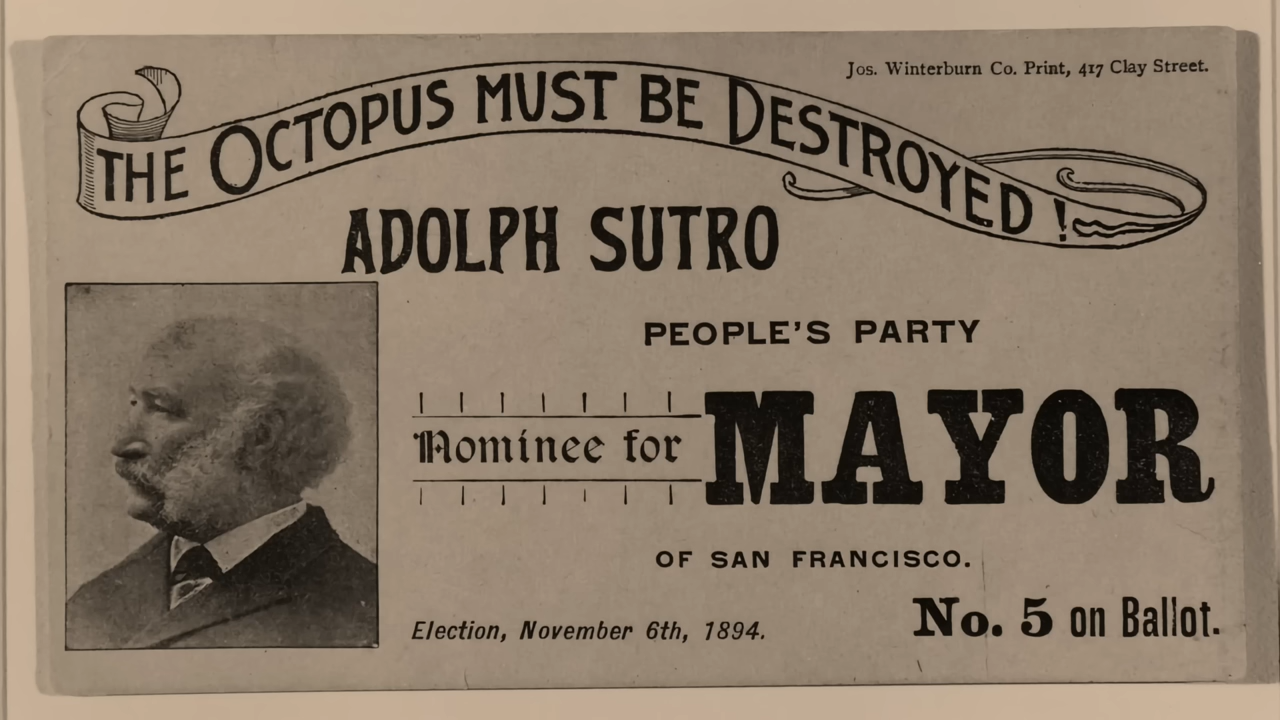 Jos. Winterburn Co. Print, 417 Clay Street.
THE OCTOPUS MUST BE DESTROYED!
ADOLPH SUTRO
PEOPLE'S PARTY
Nominee for MAYOR
OF SAN FRANCISCO.
Election, November 6th, 1894.
No. 5 on Ballot.